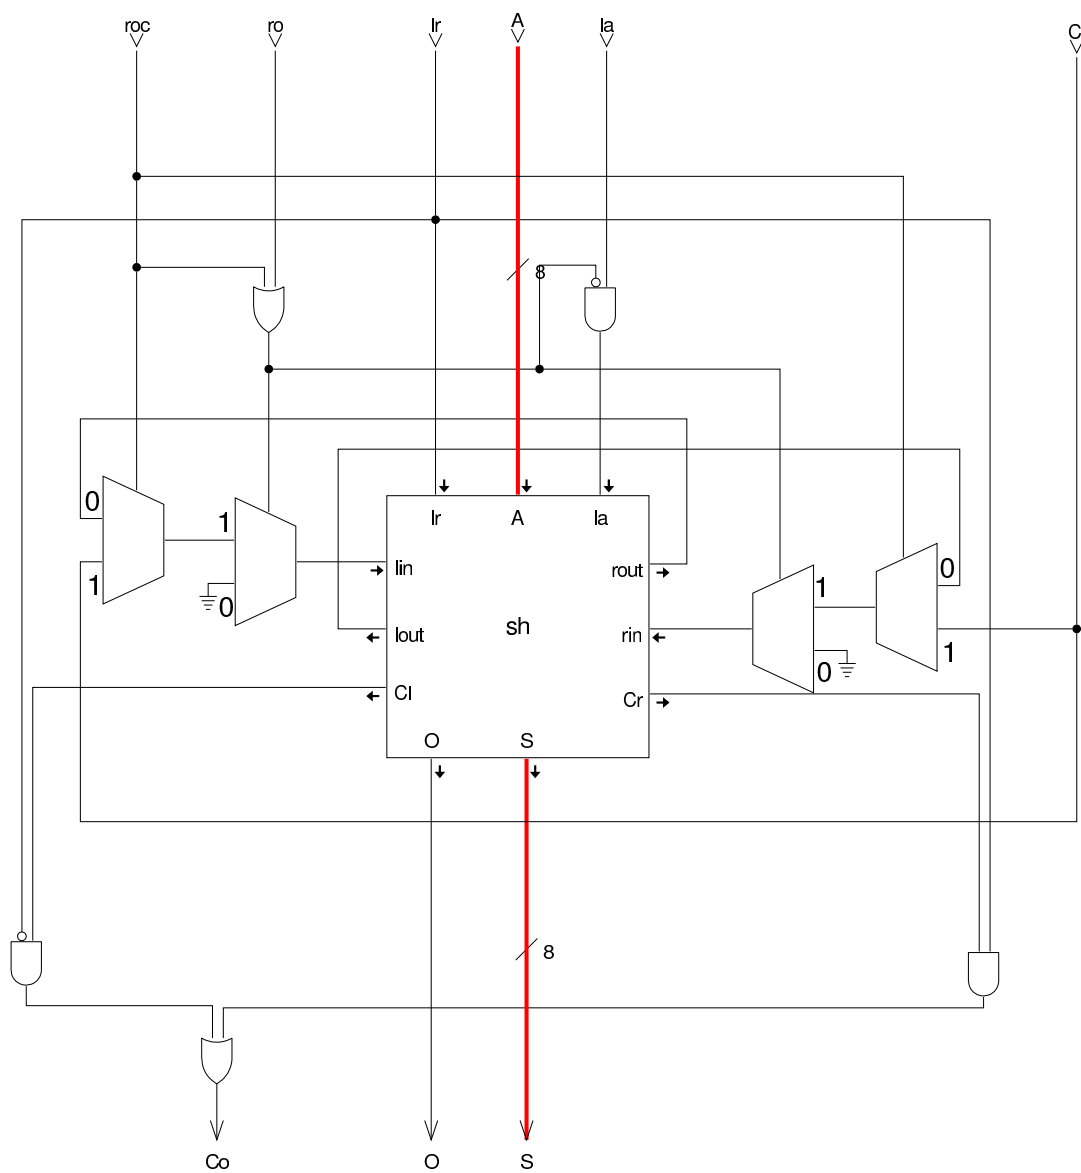 roc ro lr A la C
8
0 1 1 0
lr A la
lin rout
lout sh rin
Cl Cr
O S
1 0 0 1
8
Co O S